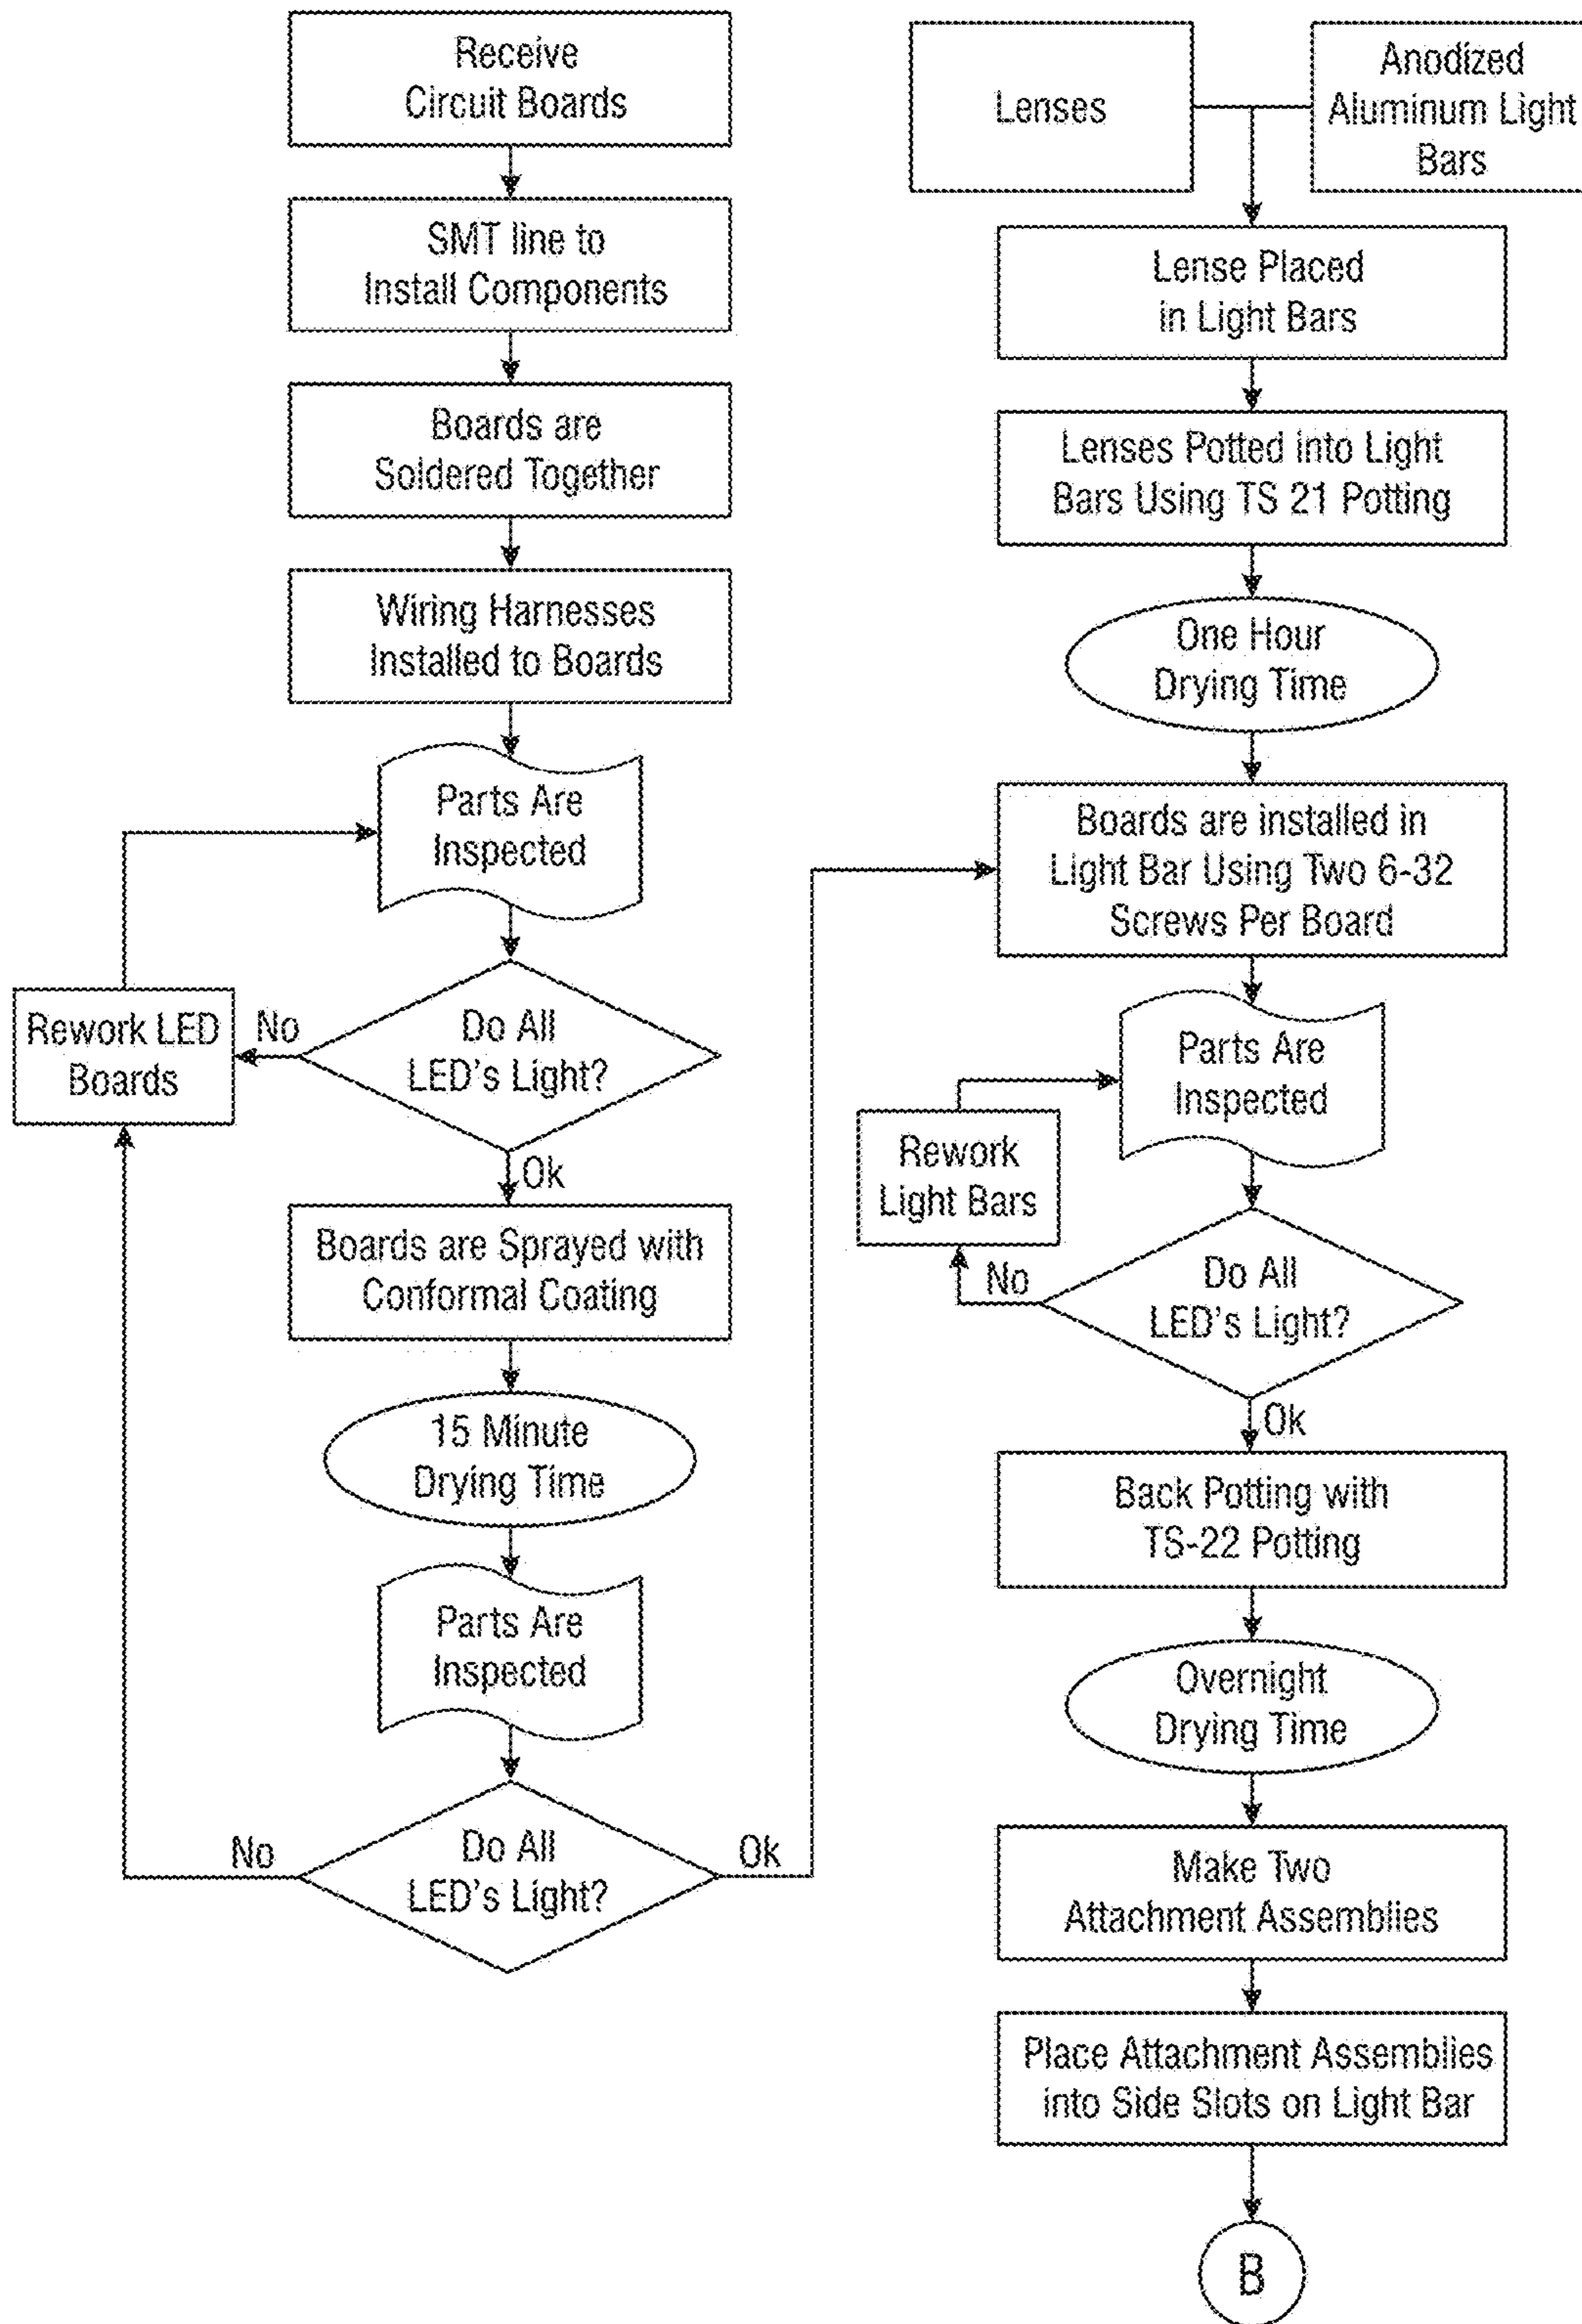 Receive
Circuit Boards
SMT line to
Install Components
Boards are
Soldered Together
Wiring Harnesses
Installed to Boards
Parts Are
Inspected
Do All
LED's Light?
No
Rework LED
Boards
Ok
Boards are Sprayed with
Conformal Coating
15 Minute
Drying Time
Parts Are
Inspected
Do All
LED's Light?
No
Ok
Lenses
Anodized
Aluminum Light
Bars
Lense Placed
in Light Bars
Lenses Potted into Light
Bars Using TS 21 Potting
One Hour
Drying Time
Boards are installed in
Light Bar Using Two 6-32
Screws Per Board
Parts Are
Inspected
Rework
Light Bars
No
Do All
LED's Light?
Ok
Back Potting with
TS-22 Potting
Overnight
Drying Time
Make Two
Attachment Assemblies
Place Attachment Assemblies
into Side Slots on Light Bar
B